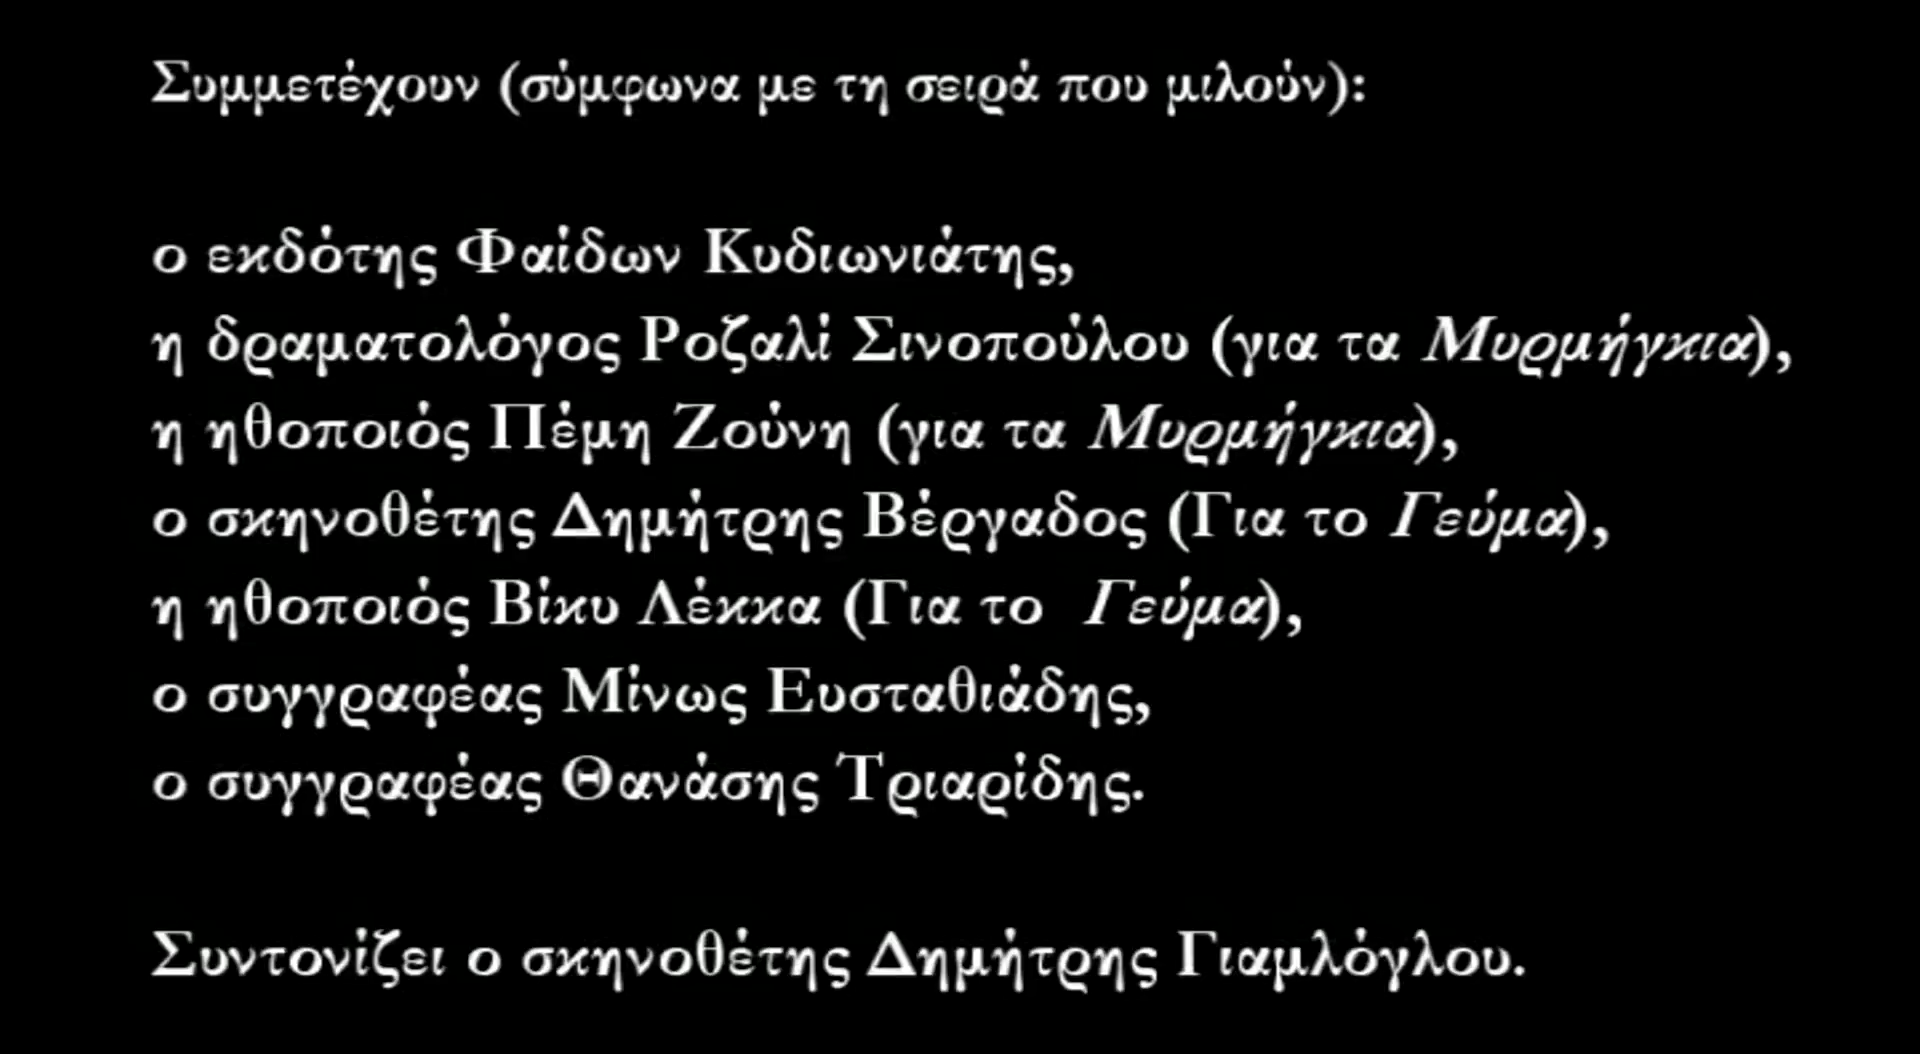 Συμμετέχουν (σύμφωνα με τη σειρά που μιλούν):
ο εκδότης Φαίδων Κυδιωνιάτης,
η δραματολόγος Ροζαλί Σινοπούλου (για τα Μυρμήγκια),
η ηθοποιός Πέμη Ζούνη (για τα Μυρμήγκια),
ο σκηνοθέτης Δημήτρης Βέργαδος (Για το Γεύμα),
η ηθοποιός Βίκυ Λέκκα (Για το Γεύμα),
ο συγγραφέας Μίνως Ευσταθιάδης,
ο συγγραφέας Θανάσης Τριαρίδης.
Συντονίζει ο σκηνοθέτης Δημήτρης Γιαμλόγλου.